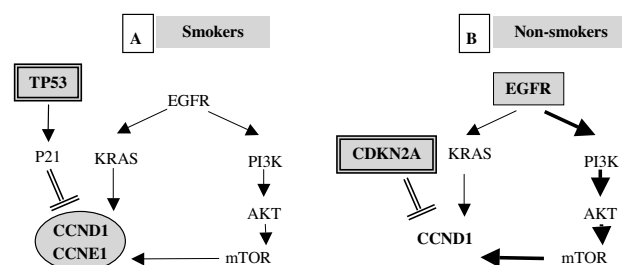 A Smokers
TP53
EGFR
P21
KRAS
PI3K
AKT
CCND1
CCNE1
mTOR
B Non-smokers
EGFR
CDKN2A
KRAS
PI3K
AKT
CCND1
mTOR